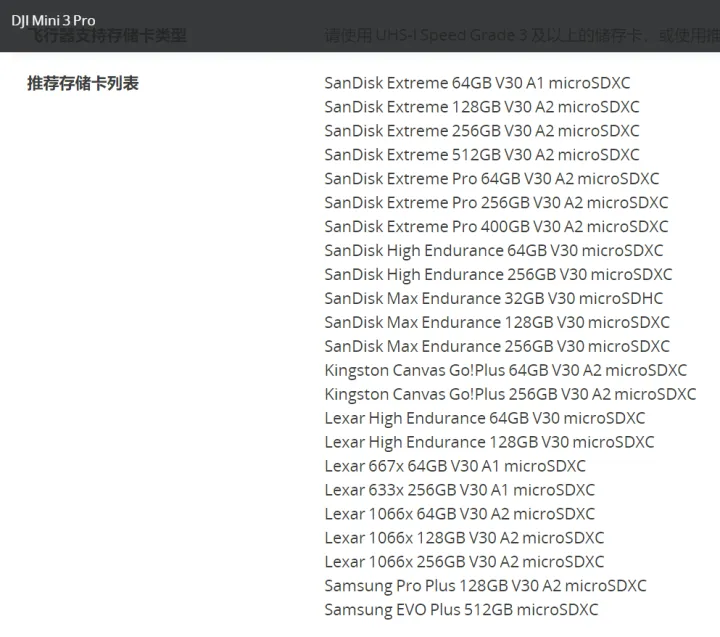 DJI Mini 3 Pro
飞行器支持存储卡类型
请使用 UHS-I Speed Grade 3 及以上的储存卡，或使用推
推荐存储卡列表
SanDisk Extreme 64GB V30 A1 microSDXC
SanDisk Extreme 128GB V30 A2 microSDXC
SanDisk Extreme 256GB V30 A2 microSDXC
SanDisk Extreme 512GB V30 A2 microSDXC
SanDisk Extreme Pro 64GB V30 A2 microSDXC
SanDisk Extreme Pro 256GB V30 A2 microSDXC
SanDisk Extreme Pro 400GB V30 A2 microSDXC
SanDisk High Endurance 64GB V30 microSDXC
SanDisk High Endurance 256GB V30 microSDXC
SanDisk Max Endurance 32GB V30 microSDHC
SanDisk Max Endurance 128GB V30 microSDXC
SanDisk Max Endurance 256GB V30 microSDXC
Kingston Canvas Go!Plus 64GB V30 A2 microSDXC
Kingston Canvas Go!Plus 256GB V30 A2 microSDXC
Lexar High Endurance 64GB V30 microSDXC
Lexar High Endurance 128GB V30 microSDXC
Lexar 667x 64GB V30 A1 microSDXC
Lexar 633x 256GB V30 A1 microSDXC
Lexar 1066x 64GB V30 A2 microSDXC
Lexar 1066x 128GB V30 A2 microSDXC
Lexar 1066x 256GB V30 A2 microSDXC
Samsung Pro Plus 128GB V30 A2 microSDXC
Samsung EVO Plus 512GB microSDXC